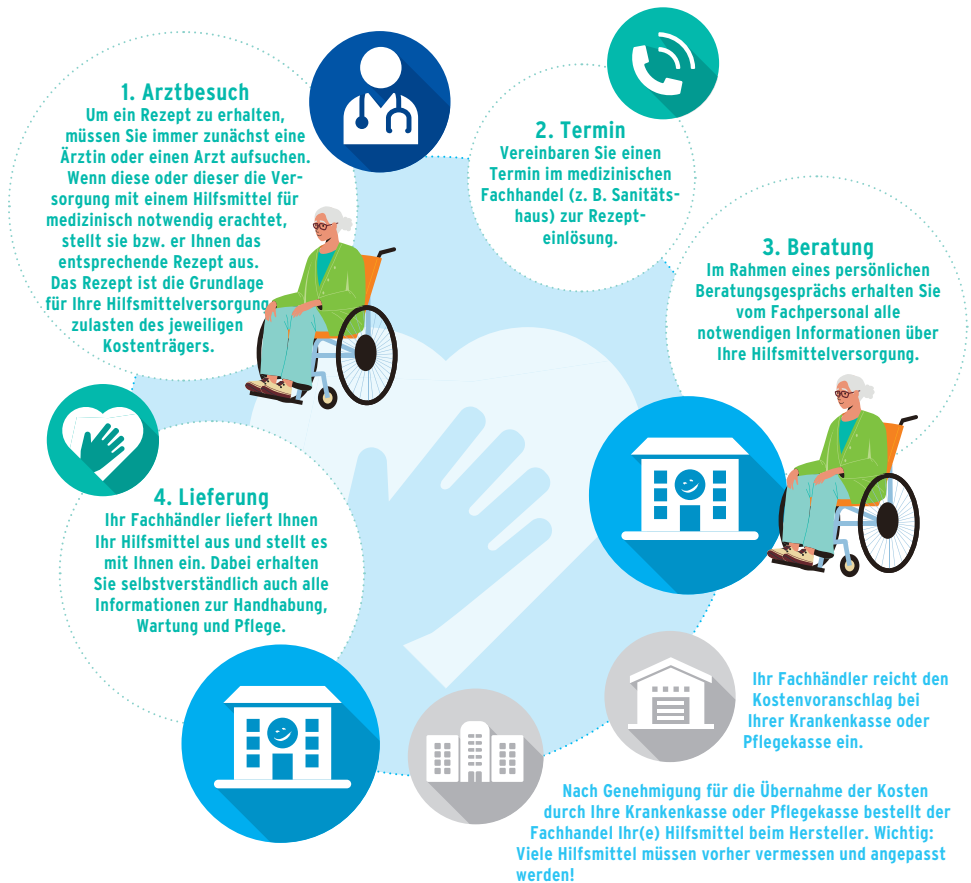 1. Arztbesuch
Um ein Rezept zu erhalten,
müssen Sie immer zunächst eine
Ärztin oder einen Arzt aufsuchen.
Wenn diese oder dieser die Ver-
sorgung mit einem Hilfsmittel für
medizinisch notwendig erachtet,
stellt sie bzw. er Ihnen das
entsprechende Rezept aus.
Das Rezept ist die Grundlage
für Ihre Hilfsmittelversorgung
zulasten des jeweiligen
Kostenträgers.
2. Termin
Vereinbaren Sie einen
Termin im medizinischen
Fachhandel (z. B. Sanitäts-
haus) zur Rezept-
einlösung.
3. Beratung
Im Rahmen eines persönlichen
Beratungsgesprächs erhalten Sie
vom Fachpersonal alle
notwendigen Informationen über
Ihre Hilfsmittelversorgung.
4. Lieferung
Ihr Fachhändler liefert Ihnen
Ihr Hilfsmittel aus und stellt es
mit Ihnen ein. Dabei erhalten
Sie selbstverständlich auch alle
Informationen zur Handhabung,
Wartung und Pflege.
Ihr Fachhändler reicht den
Kostenvoranschlag bei
Ihrer Krankenkasse oder
Pflegekasse ein.
Nach Genehmigung für die Übernahme der Kosten
durch Ihre Krankenkasse oder Pflegekasse bestellt der
Fachhandel Ihr(e) Hilfsmittel beim Hersteller. Wichtig:
Viele Hilfsmittel müssen vorher vermessen und angepasst
werden!